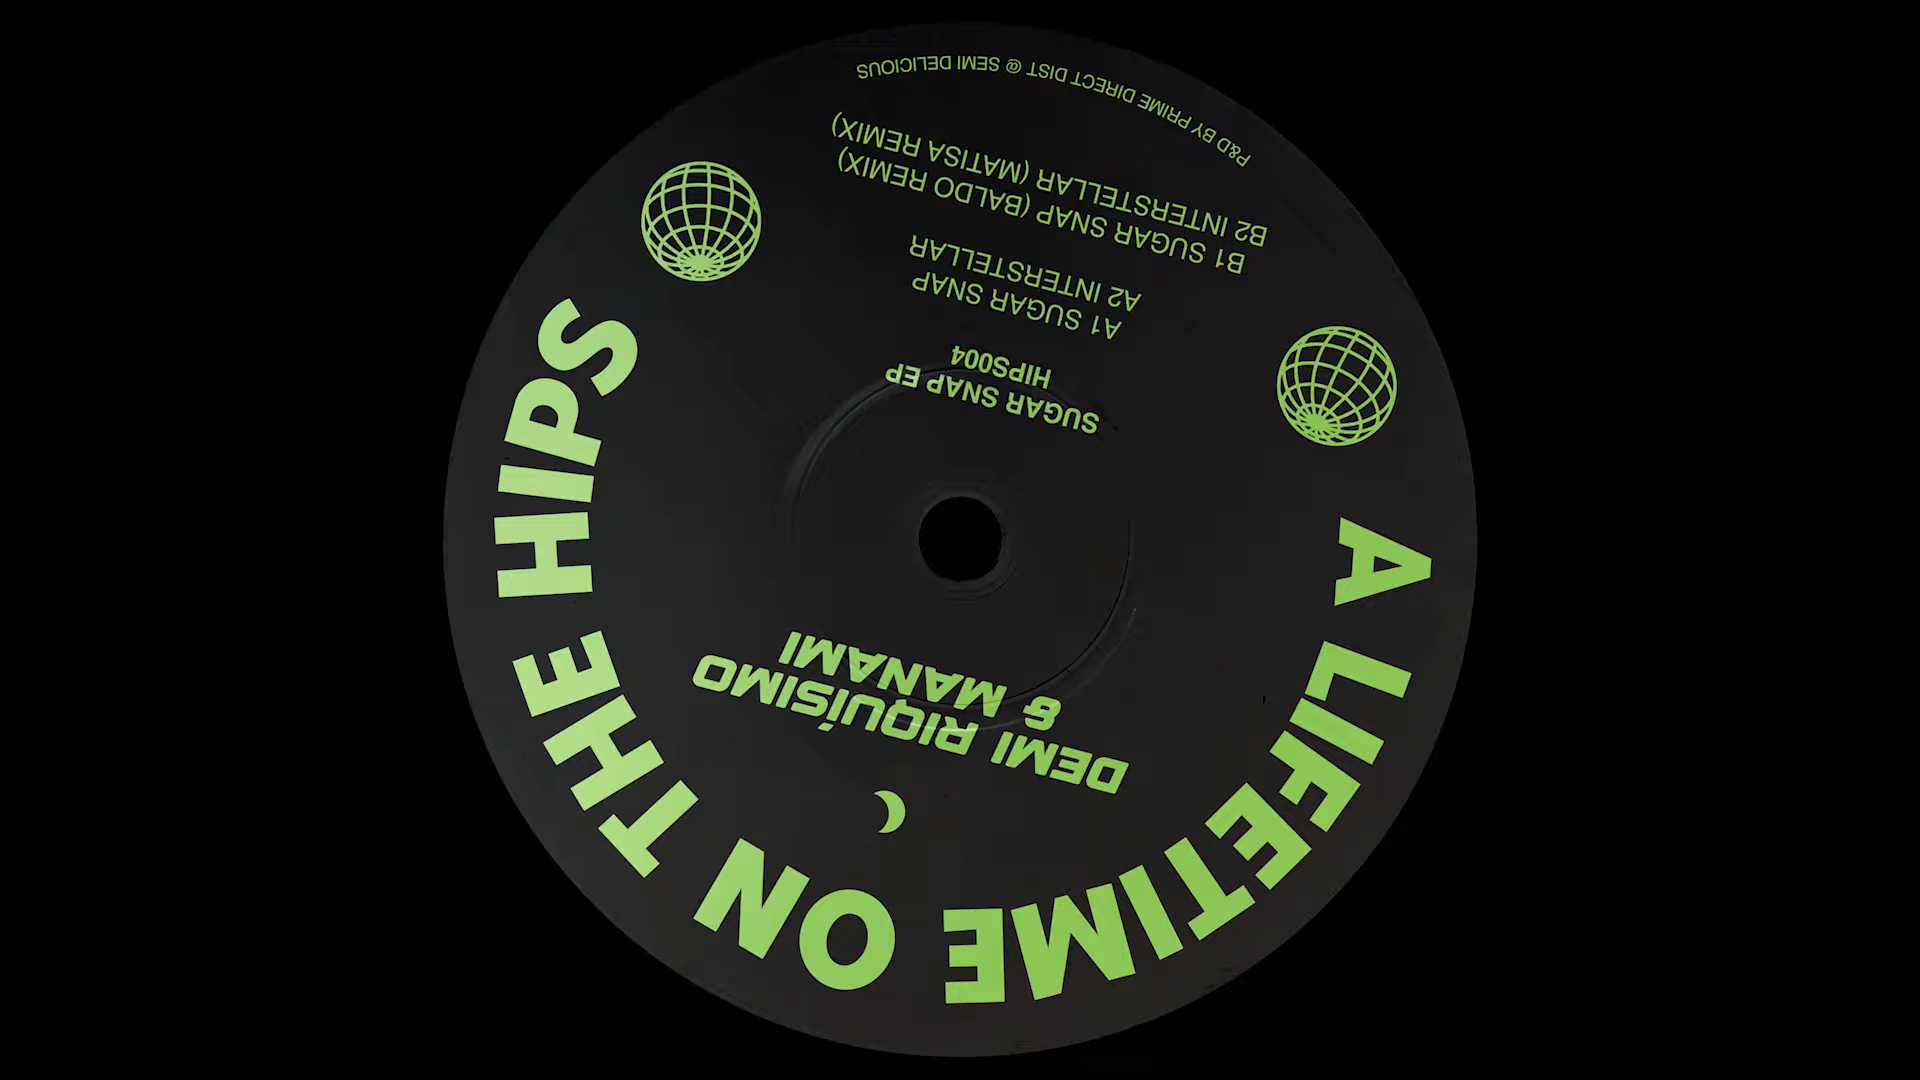 A LIFETIME ON THE HIPS
DEMI RIQUÍSIMO
& MANAMI
SUGAR SNAP EP
HIPS004
A1 SUGAR SNAP
A2 INTERSTELLAR
B1 SUGAR SNAP (BALDO REMIX)
B2 INTERSTELLAR (MATISA REMIX)
P&D BY PRIME DIRECT DIST @ SEMI DELICIOUS